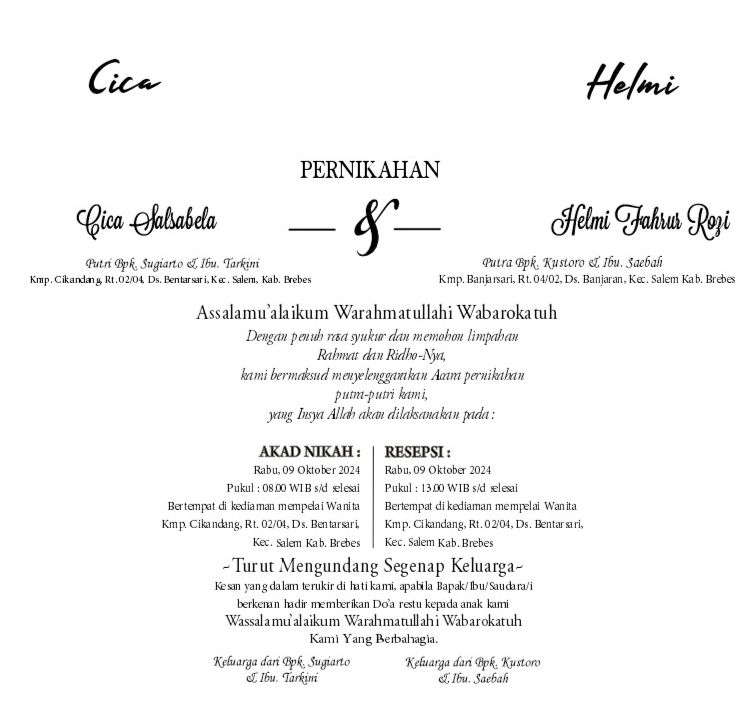 Cica
Helmi
PERNIKAHAN
Cica Salsabela
&
Helmi Fahrur Rozi
Putri Bpk. Sugiarto & Ibu. Tarkini
Kmp. Cikandang, Rt. 02/04, Ds. Bentarsari, Kec. Salem, Kab. Brebes
Putra Bpk. Kustoro & Ibu. Saebah
Kmp. Banjarsari, Rt. 04/02, Ds. Banjaran, Kec. Salem Kab. Brebes
Assalamu'alaikum Warahmatullahi Wabarokatuh
Dengan penuh rasa syukur dan memohon limpahan
Rahmat dan Ridho-Nya,
kami bermaksud menyelenggarakan Acara pernikahan
putra-putri kami,
yang Insya Allah akan dilaksanakan pada :
AKAD NIKAH :
Rabu, 09 Oktober 2024
Pukul : 08.00 WIB s/d selesai
Bertempat di kediaman mempelai Wanita
Kmp. Cikandang, Rt. 02/04, Ds. Bentarsari,
Kec. Salem Kab. Brebes
RESEPSI :
Rabu, 09 Oktober 2024
Pukul : 13.00 WIB s/d selesai
Bertempat di kediaman mempelai Wanita
Kmp. Cikandang, Rt. 02/04, Ds. Bentarsari,
Kec. Salem Kab. Brebes
~Turut Mengundang Segenap Keluarga~
Kesan yang dalam terukir di hati kami, apabila Bapak/Ibu/Saudara/i
berkenan hadir memberikan Do'a restu kepada anak kami
Wassalamu'alaikum Warahmatullahi Wabarokatuh
Kami Yang Berbahagia.
Keluarga dari Bpk. Sugiarto
& Ibu. Tarkini
Keluarga dari Bpk. Kustoro
& Ibu. Saebah